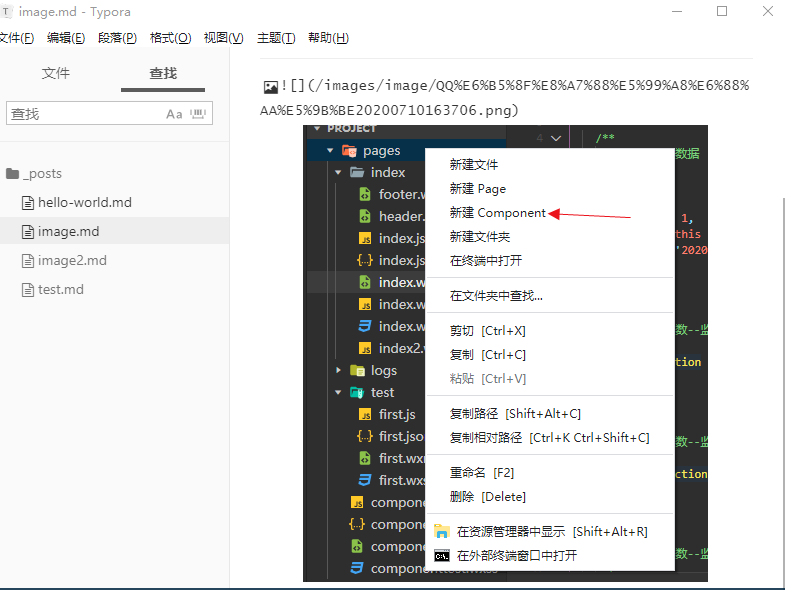 image.md - Typora
文件(F) 编辑(E) 段落(P) 格式(O) 视图(V) 主题(T) 帮助(H)
文件 查找
查找 Aa
_posts
hello-world.md
image.md
image2.md
test.md
![](/images/image/QQ%E6%B5%8F%E8%A7%88%E5%99%A8%E6%88%
AA%E5%9B%BE20200710163706.png)
PROJECT
pages
index
footer.w
header.
index.js
index.js
index.w
index.w
index.w
index2.w
logs
test
first.js
first.jso
first.wxr
first.wxs
compone
compone
compone
4 /**
数据
1,
this
'2020
数--监
ction
数--监
ction
数--监
新建文件
新建 Page
新建 Component
新建文件夹
在终端中打开
在文件夹中查找...
剪切 [Ctrl+X]
复制 [Ctrl+C]
粘贴 [Ctrl+V]
复制路径 [Shift+Alt+C]
复制相对路径 [Ctrl+K Ctrl+Shift+C]
重命名 [F2]
删除 [Delete]
在资源管理器中显示 [Shift+Alt+R]
在外部终端窗口中打开